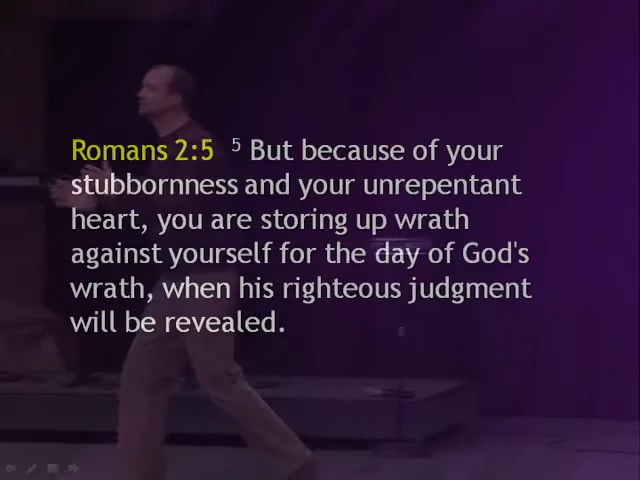 Romans 2:5 5 But because of your
stubbornness and your unrepentant
heart, you are storing up wrath
against yourself for the day of God's
wrath, when his righteous judgment
will be revealed.